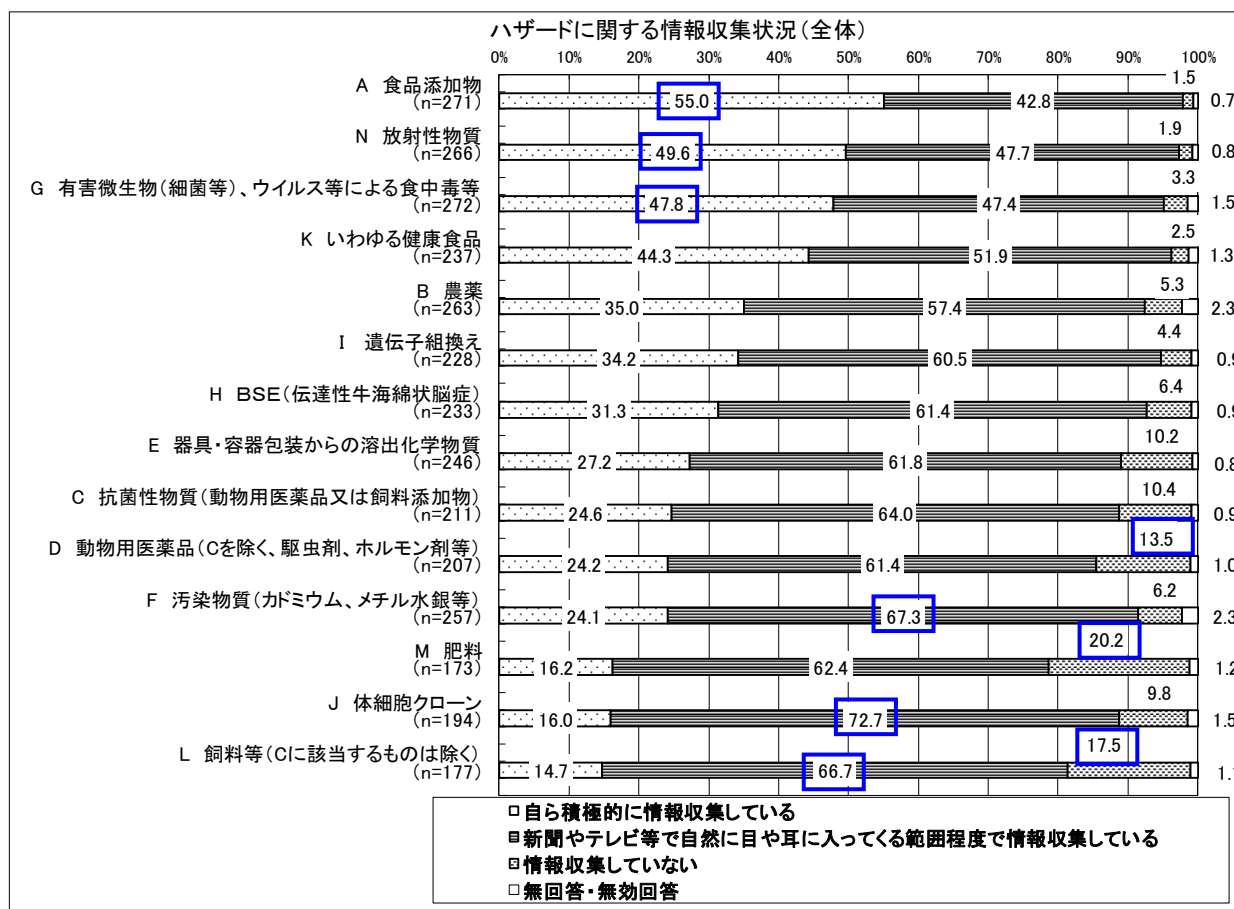 ハザードに関する情報収集状況（全体）
0% 10% 20% 30% 40% 50% 60% 70% 80% 90% 100%
A 食品添加物
(n=271)
55.0 42.8 1.5 0.7
N 放射性物質
(n=266)
49.6 47.7 1.9 0.8
G 有害微生物（細菌等）、ウイルス等による食中毒等
(n=272)
47.8 47.4 3.3 1.5
K いわゆる健康食品
(n=237)
44.3 51.9 2.5 1.3
B 農薬
(n=263)
35.0 57.4 5.3 2.3
I 遺伝子組換え
(n=228)
34.2 60.5 4.4 0.9
H BSE（伝達性牛海綿状脳症）
(n=233)
31.3 61.4 6.4 0.9
E 器具・容器包装からの溶出化学物質
(n=246)
27.2 61.8 10.2 0.8
C 抗菌性物質（動物用医薬品又は飼料添加物）
(n=211)
24.6 64.0 10.4 0.9
D 動物用医薬品（Cを除く、駆虫剤、ホルモン剤等）
(n=207)
24.2 61.4 13.5 1.0
F 汚染物質（カドミウム、メチル水銀等）
(n=257)
24.1 67.3 6.2 2.3
M 肥料
(n=173)
16.2 62.4 20.2 1.2
J 体細胞クローン
(n=194)
16.0 72.7 9.8 1.5
L 飼料等（Cに該当するものは除く）
(n=177)
14.7 66.7 17.5
自ら積極的に情報収集している
新聞やテレビ等で自然に目や耳に入ってくる範囲程度で情報収集している
情報収集していない
無回答・無効回答